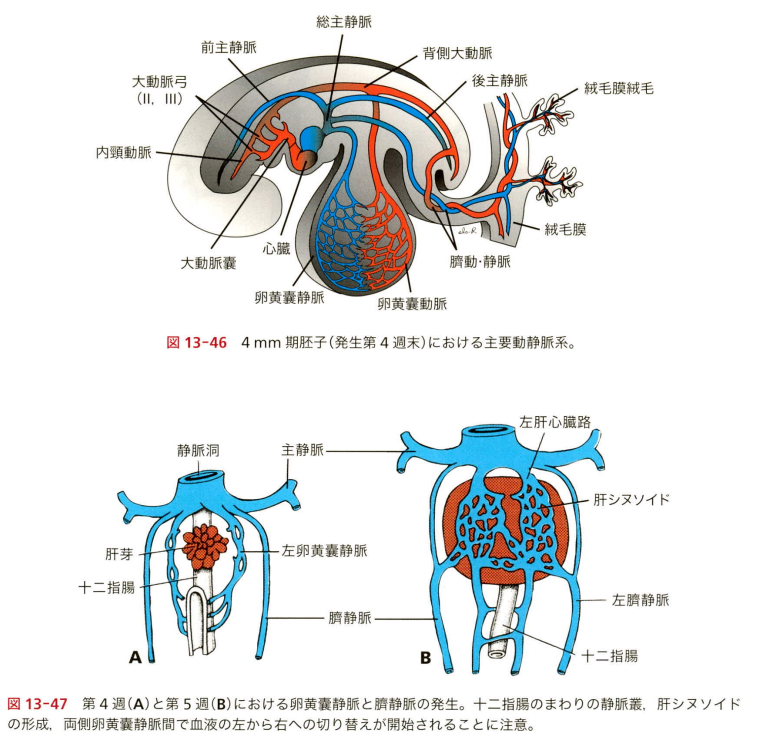 総主静脈
前主静脈
背側大動脈
大動脈弓
(II, III)
後主静脈
絨毛膜絨毛
内頸動脈
絨毛膜
心臓
大動脈嚢
臍動・静脈
卵黄嚢静脈
卵黄嚢動脈
図 13-46 4 mm 期胚子(発生第 4 週末)における主要動静脈系。
左肝心臓路
静脈洞
主静脈
肝シヌソイド
肝芽
左卵黄嚢静脈
十二指腸
左臍静脈
臍静脈
A
B
十二指腸
図 13-47 第 4 週(A)と第 5 週(B)における卵黄嚢静脈と臍静脈の発生。十二指腸のまわりの静脈叢,肝シヌソイド
の形成,両側卵黄嚢静脈間で血液の左から右への切り替えが開始されることに注意。